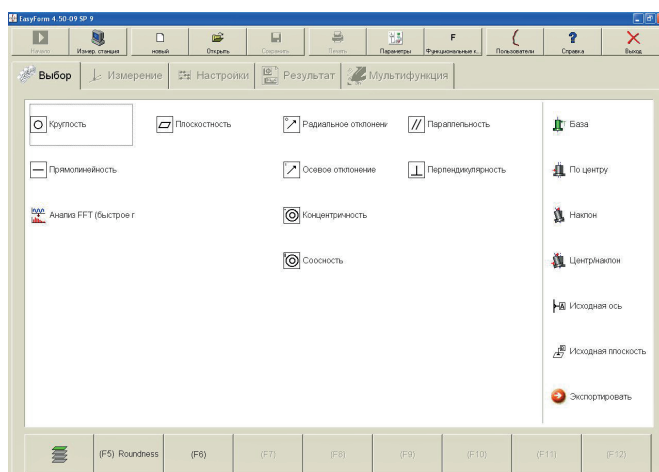 EasyForm 4.50-09 SP 9
Начало Измер. станция новый Открыть Сохранить Печать Параметры Функциональные к... Пользователи Справка Выход
F
Выбор Измерение Настройки Результат Мультифункция
Круглость Плоскостность Радиальное отклонени Параллельность База
Прямолинейность Осевое отклонение Перпендикулярность По центру
Анализ FFT (быстрое г Концентричность Наклон
Соосность Центр/наклон
Исходная ось
Исходная плоскость
Экспортировать
(F5) Roundness (F6) (F7) (F8) (F9) (F10) (F11) (F12)